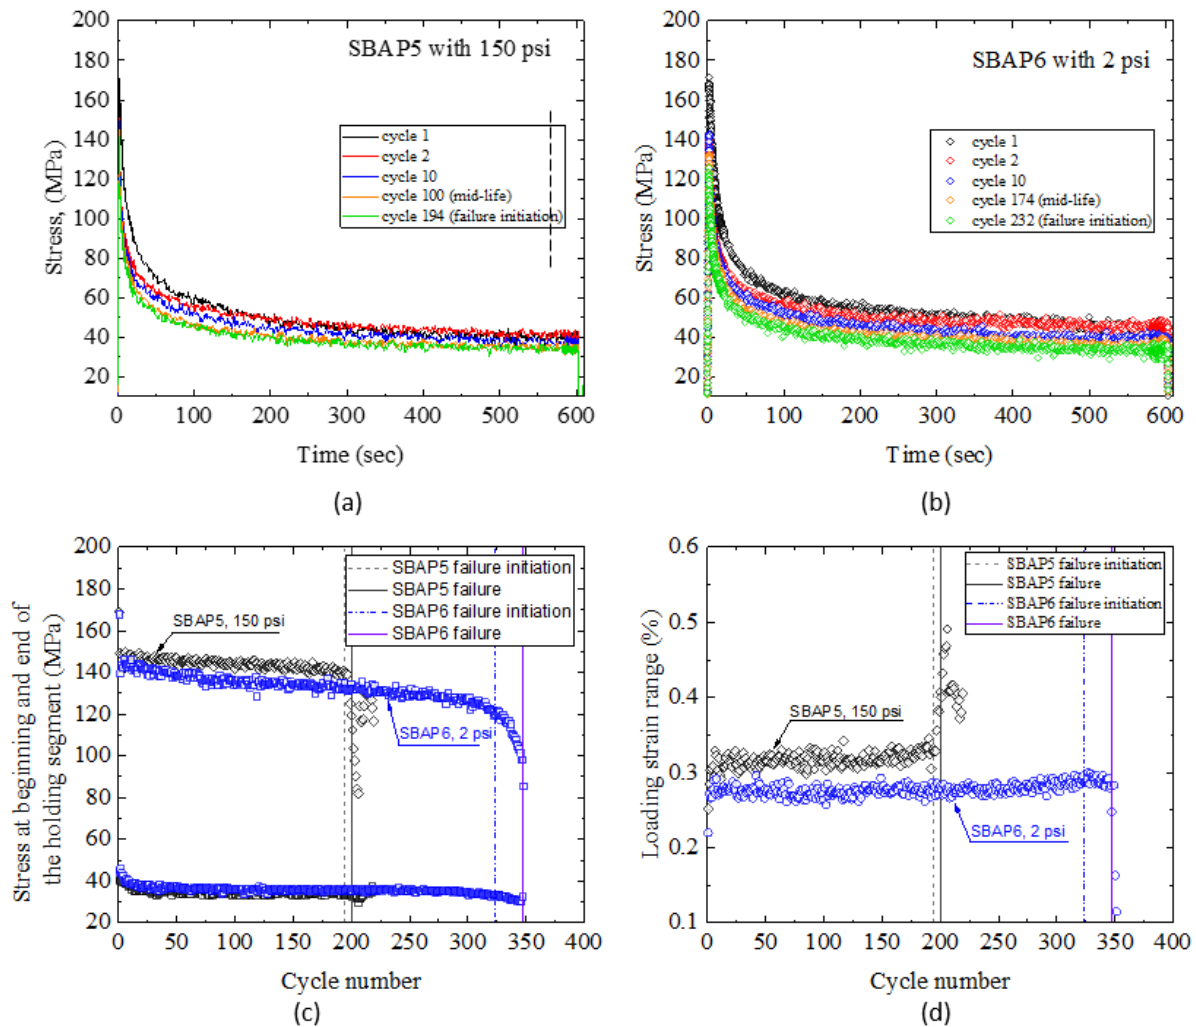 SBAP5 with 150 psi
cycle 1
cycle 2
cycle 10
cycle 100 (mid-life)
cycle 194 (failure initiation)
Stress, (MPa)
200
180
160
140
120
100
80
60
40
20
0 100 200 300 400 500 600
Time (sec)
(a)
SBAP6 with 2 psi
cycle 1
cycle 2
cycle 10
cycle 174 (mid-life)
cycle 232 (failure initiation)
Stress (MPa)
200
180
160
140
120
100
80
60
40
20
0 100 200 300 400 500 600
Time (sec)
(b)
SBAP5 failure initiation
SBAP5 failure
SBAP6 failure initiation
SBAP6 failure
SBAP5, 150 psi
SBAP6, 2 psi
Stress at beginning and end of
the holding segment (MPa)
200
180
160
140
120
100
80
60
40
20
0 50 100 150 200 250 300 350 400
Cycle number
(c)
SBAP5 failure initiation
SBAP5 failure
SBAP6 failure initiation
SBAP6 failure
SBAP5, 150 psi
SBAP6, 2 psi
Loading strain range (%)
0.6
0.5
0.4
0.3
0.2
0.1
0 50 100 150 200 250 300 350 400
Cycle number
(d)